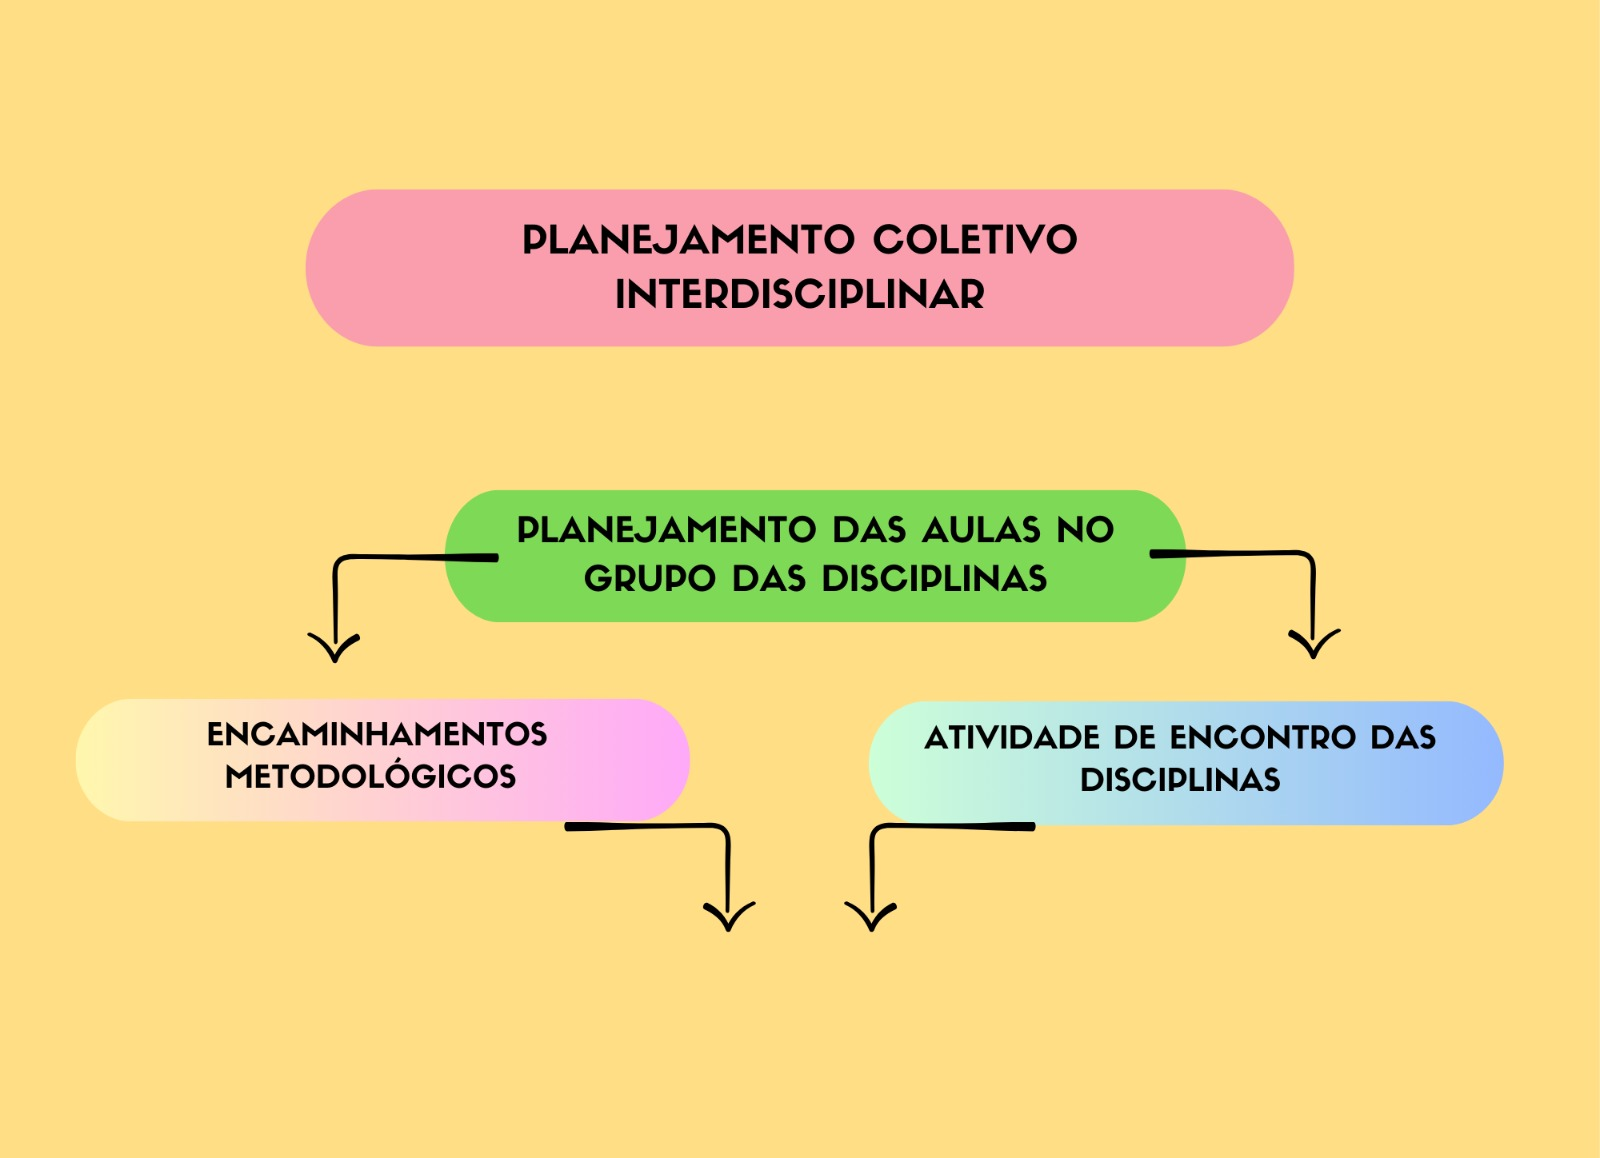 PLANEJAMENTO COLETIVO
INTERDISCIPLINAR
PLANEJAMENTO DAS AULAS NO
GRUPO DAS DISCIPLINAS
ENCAMINHAMENTOS
METODOLÓGICOS
ATIVIDADE DE ENCONTRO DAS
DISCIPLINAS